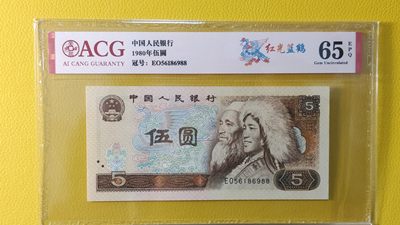 ACG
AI CANG GUARANTY
中国人民银行
1980年伍圆
冠号：EO56186988
红光蓝鹤
65 EPQ
Gem Uncirculated
中国人民银行
5
伍圆
5
EO56186988
5